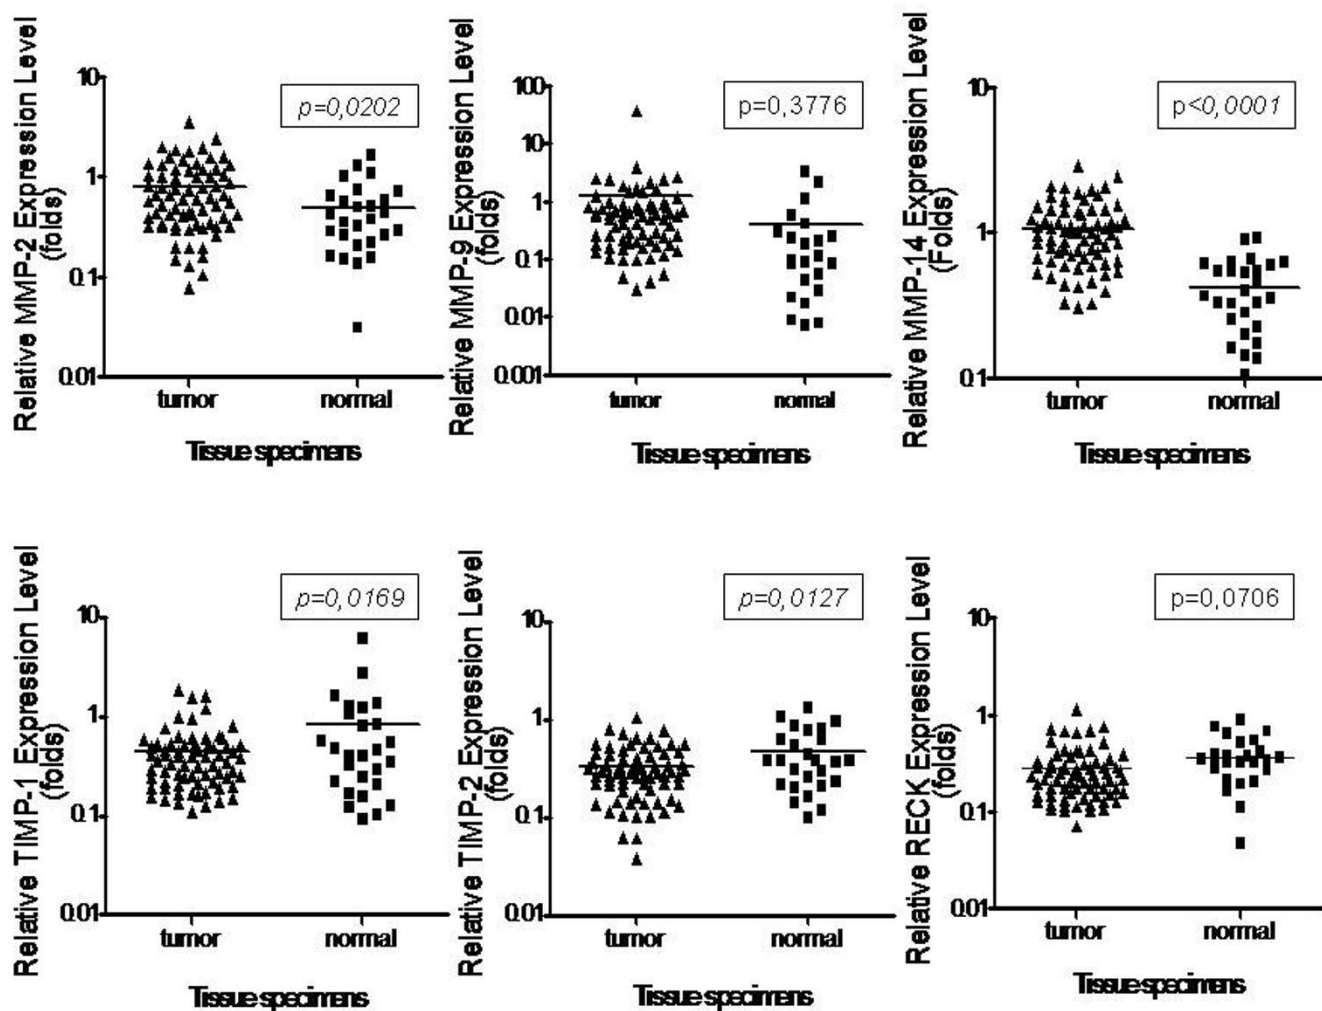 Relative MMP-2 Expression Level
(folds)
10
1
0.1
0.01
p=0,0202
tumor
normal
Tissue specimens
Relative MMP-9 Expression Level
(folds)
100
10
1
0.1
0.01
0.001
p=0,3776
tumor
normal
Tissue specimens
Relative MMP-14 Expression Level
(Folds)
10
1
0.1
p<0,0001
tumor
normal
Tissue specimens
Relative TIMP-1 Expression Level
(folds)
10
1
0.1
0.01
p=0,0169
tumor
normal
Tissue specimens
Relative TIMP-2 Expression Level
(folds)
10
1
0.1
0.01
p=0,0127
tumor
normal
Tissue specimens
Relative RECK Expression Level
(folds)
10
1
0.1
0.01
p=0,0706
tumor
normal
Tissue specimens